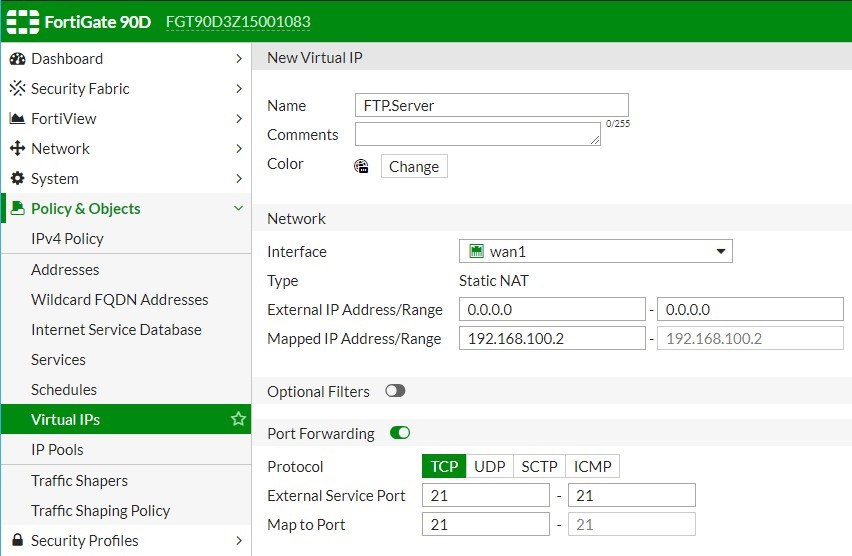 FortiGate 90D FGT90D3Z15001083
Dashboard
Security Fabric
FortiView
Network
System
Policy & Objects
IPv4 Policy
Addresses
Wildcard FQDN Addresses
Internet Service Database
Services
Schedules
Virtual IPs
IP Pools
Traffic Shapers
Traffic Shaping Policy
Security Profiles
New Virtual IP
Name FTP.Server
Comments 0/255
Color Change
Network
Interface wan1
Type Static NAT
External IP Address/Range 0.0.0.0 - 0.0.0.0
Mapped IP Address/Range 192.168.100.2 - 192.168.100.2
Optional Filters
Port Forwarding
Protocol TCP UDP SCTP ICMP
External Service Port 21 - 21
Map to Port 21 - 21